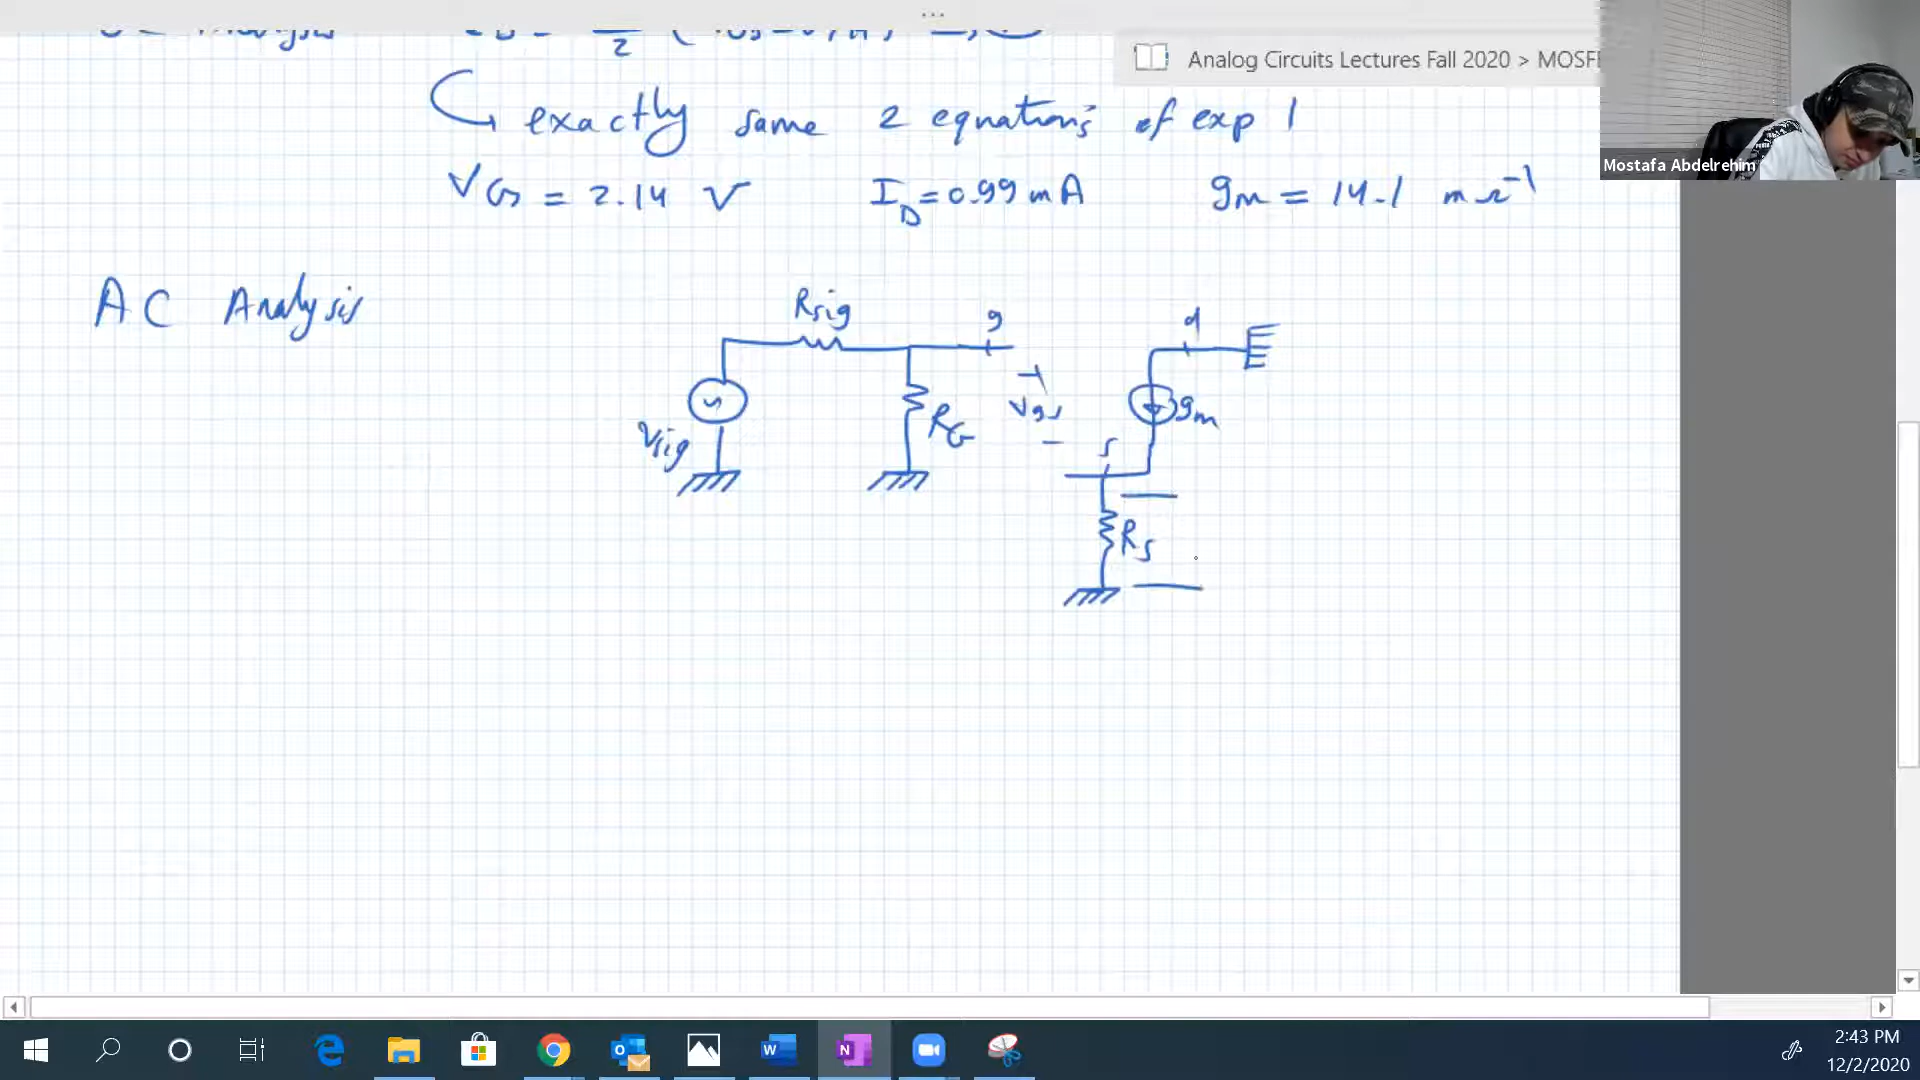 Analog Circuits Lectures Fall 2020 > MOSF
exactly same 2 equations of exp 1
VGS = 2.14 V ID = 0.99 mA gm = 14.1 mΩ⁻¹
AC Analysis
Rsig
g
d
Vsig
RG
+
Vgs
−
gm
s
RS
Mostafa Abdelrehim
2:43 PM
12/2/2020